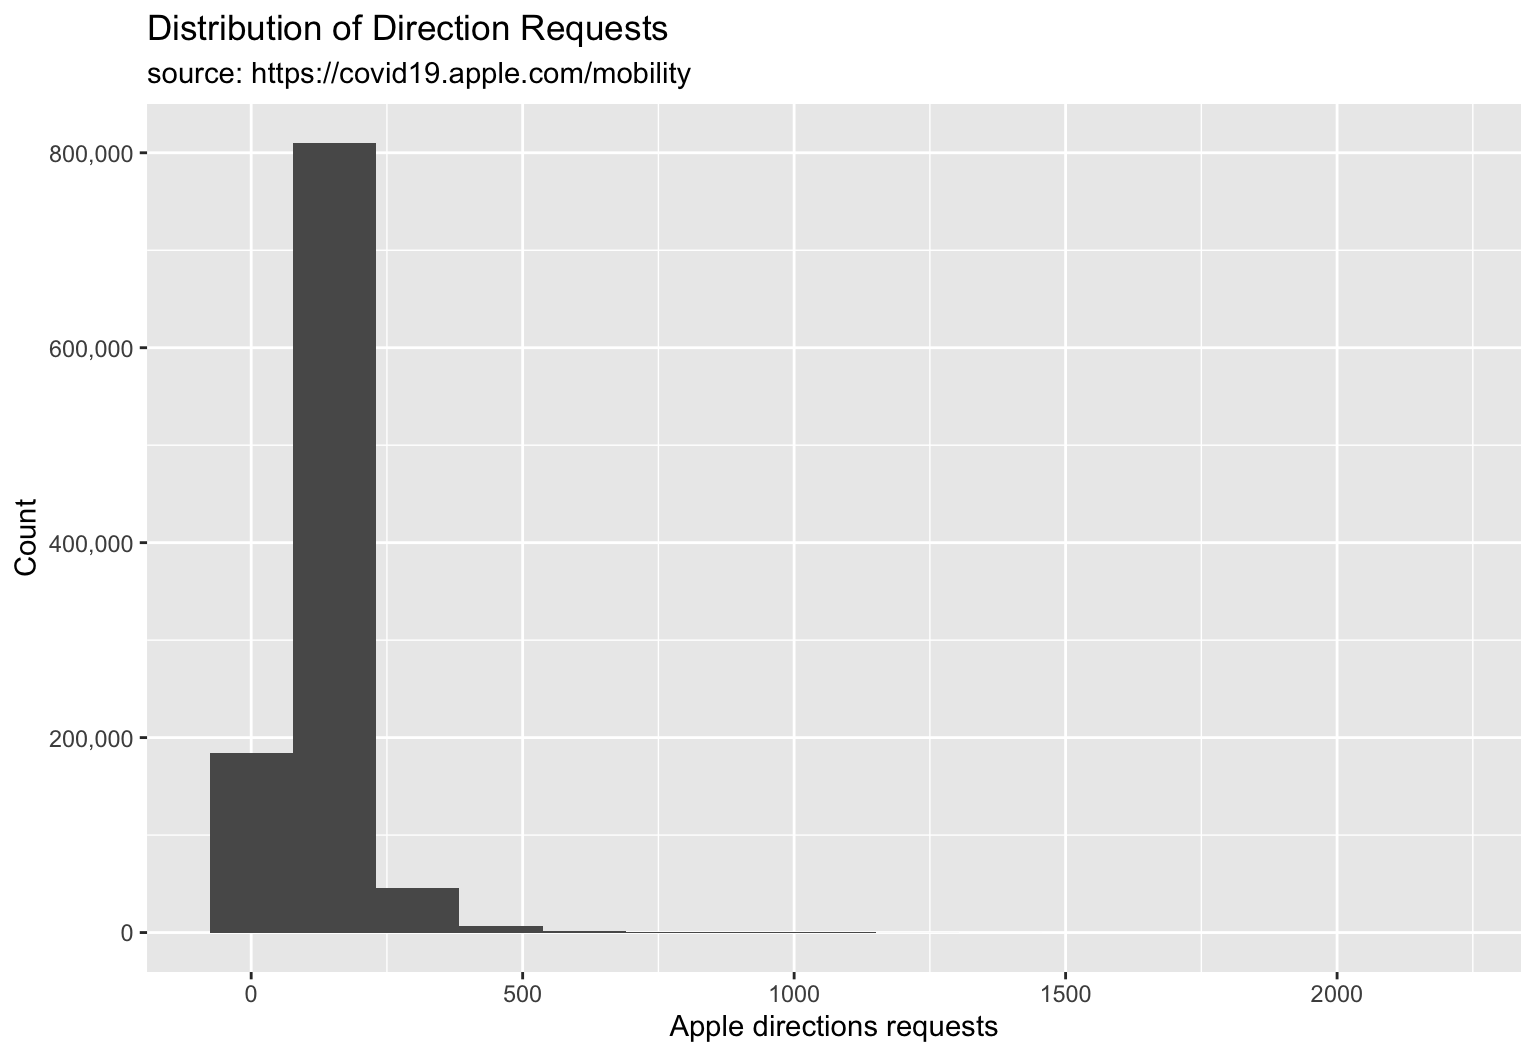 Distribution of Direction Requests
source: https://covid19.apple.com/mobility
Count
800,000
600,000
400,000
200,000
0
0
500
1000
1500
2000
Apple directions requests